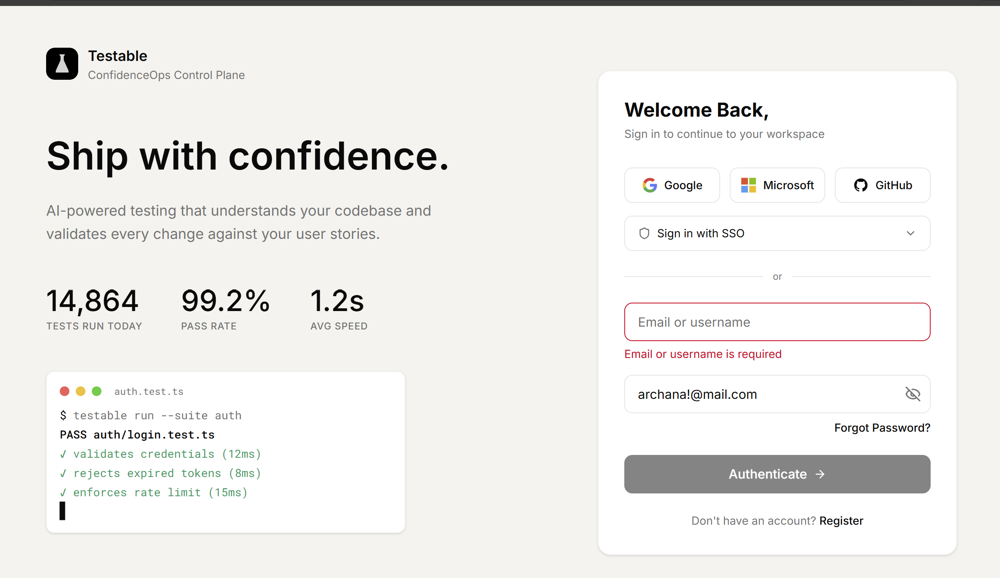 Testable
ConfidenceOps Control Plane
Ship with confidence.
AI-powered testing that understands your codebase and
validates every change against your user stories.
14,864
TESTS RUN TODAY
99.2%
PASS RATE
1.2s
AVG SPEED
auth.test.ts
$ testable run --suite auth
PASS auth/login.test.ts
✓ validates credentials (12ms)
✓ rejects expired tokens (8ms)
✓ enforces rate limit (15ms)
Welcome Back,
Sign in to continue to your workspace
Google
Microsoft
GitHub
Sign in with SSO
or
Email or username
Email or username is required
archana!@mail.com
Forgot Password?
Authenticate →
Don't have an account? Register